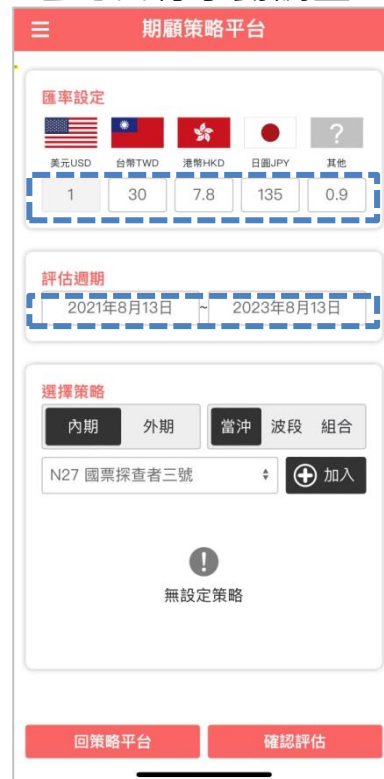 期顧策略平台
匯率設定
?
美元USD 台幣TWD 港幣HKD 日圓JPY 其他
1 30 7.8 135 0.9
評估週期
2021年8月13日 ~ 2023年8月13日
選擇策略
內期 外期 當沖 波段 組合
N27 國票探查者三號 加入
無設定策略
回策略平台 確認評估